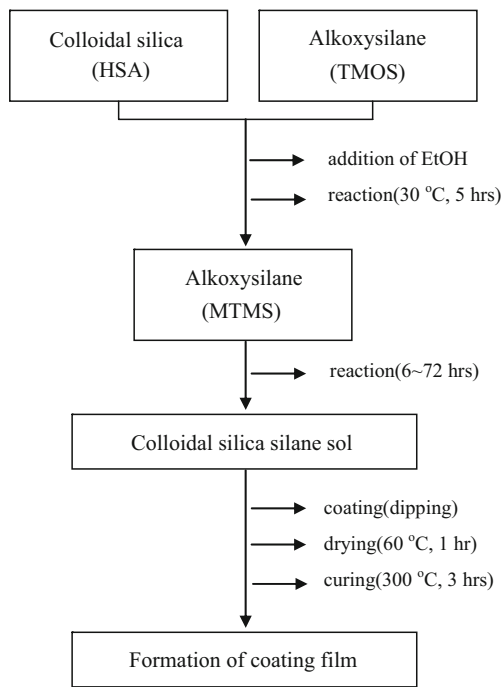 Colloidal silica
(HSA)
Alkoxysilane
(TMOS)
addition of EtOH
reaction(30 °C, 5 hrs)
Alkoxysilane
(MTMS)
reaction(6~72 hrs)
Colloidal silica silane sol
coating(dipping)
drying(60 °C, 1 hr)
curing(300 °C, 3 hrs)
Formation of coating film